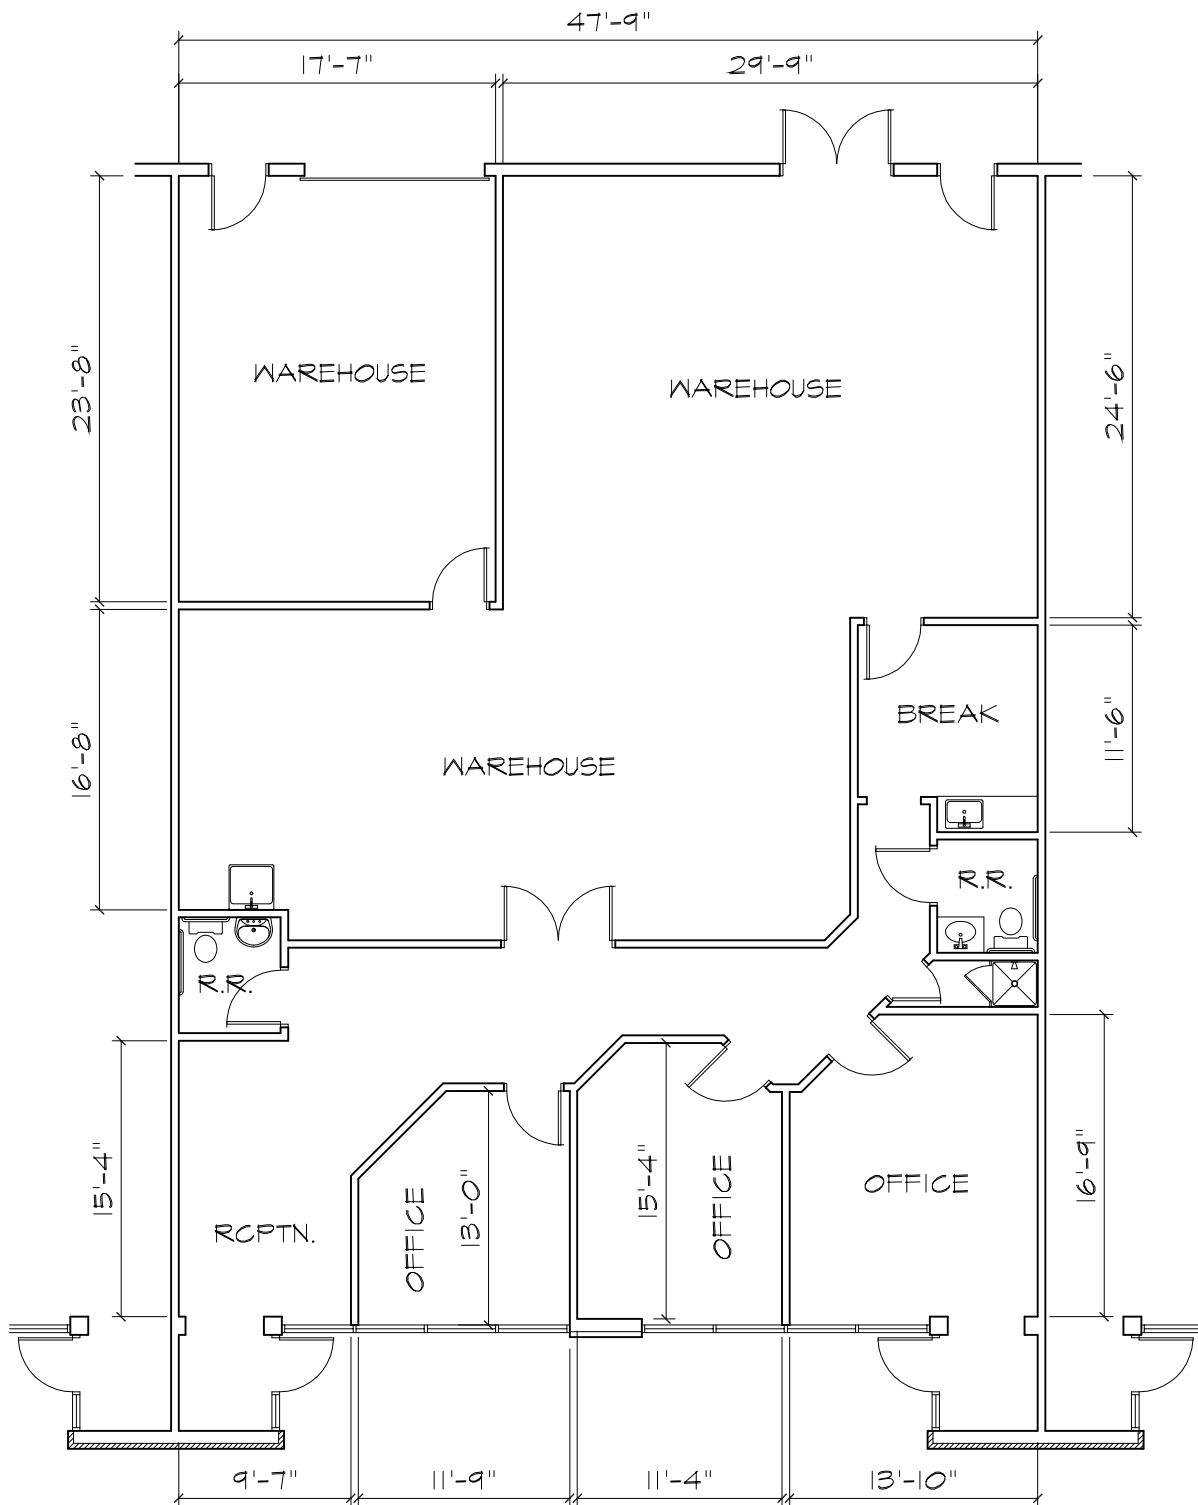 47'-9"
17'-7"
29'-9"
23'-8"
WAREHOUSE
WAREHOUSE
24'-6"
16'-8"
WAREHOUSE
BREAK
11'-6"
R.R.
R.R.
15'-4"
RCPTN.
OFFICE
13'-0"
15'-4"
OFFICE
OFFICE
16'-9"
9'-7"
11'-9"
11'-4"
13'-10"